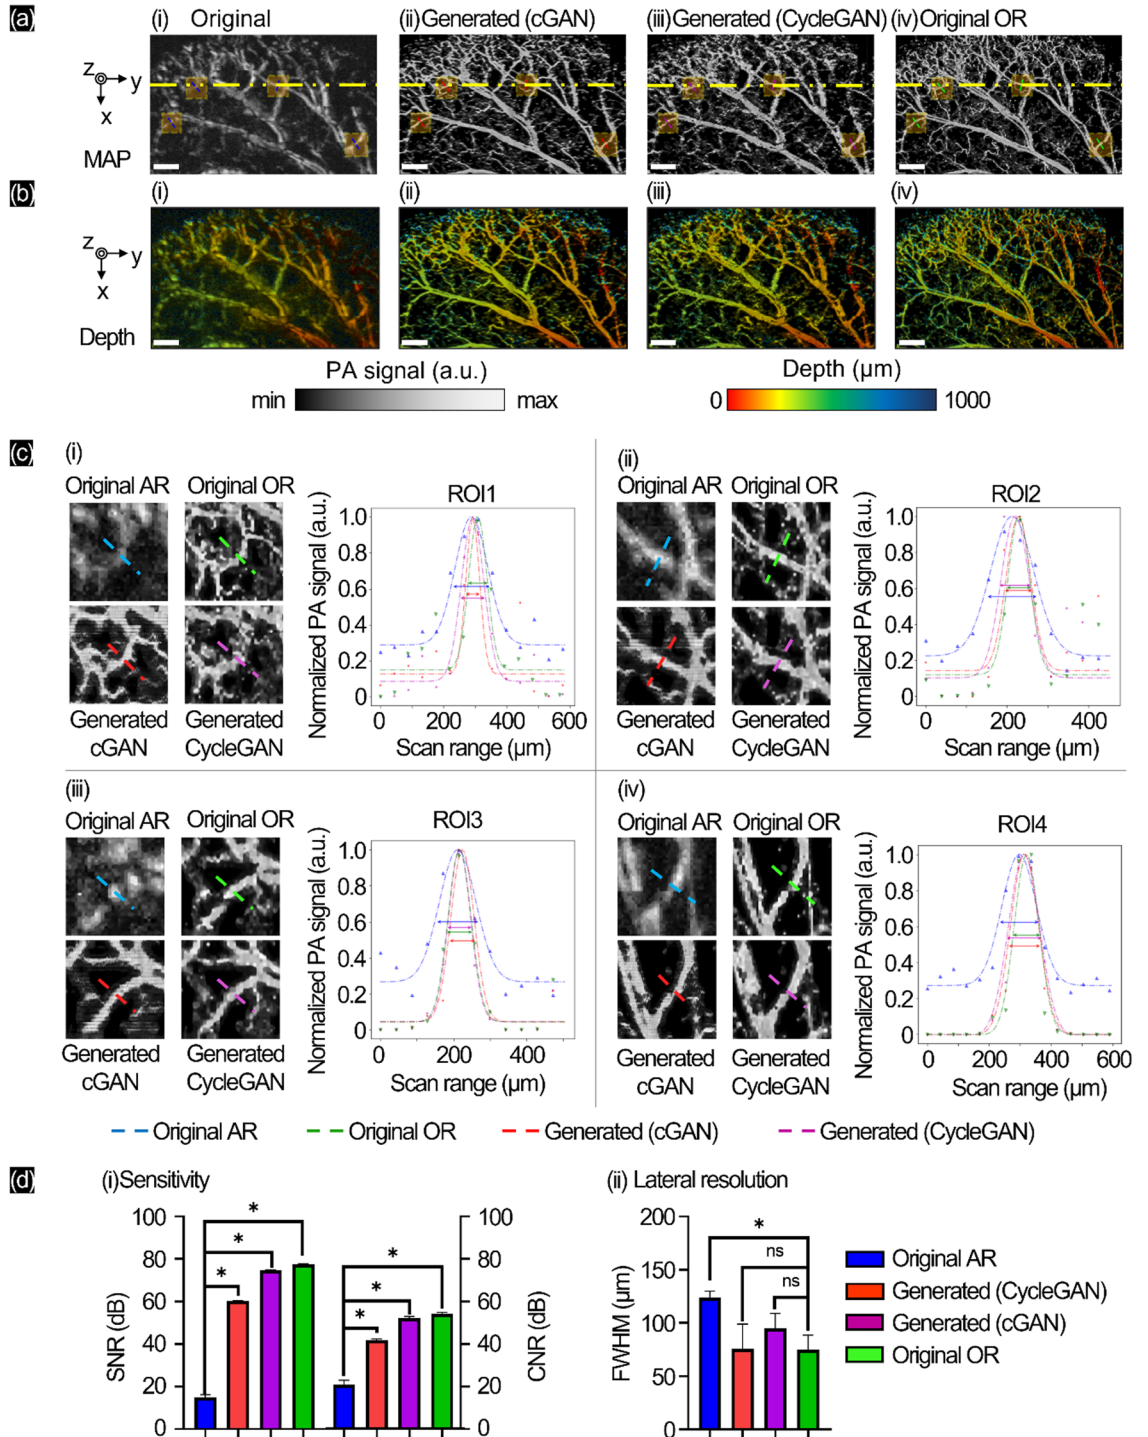 (a)
(i) Original
(ii) Generated (cGAN)
(iii) Generated (CycleGAN)
(iv) Original OR
z y
x
MAP
(b)
(i)
(ii)
(iii)
(iv)
z y
x
Depth
PA signal (a.u.)
min max
Depth (µm)
0 1000
(c)
(i)
Original AR
Original OR
Generated
cGAN
Generated
CycleGAN
ROI1
Normalized PA signal (a.u.)
1.0
0.8
0.6
0.4
0.2
0
0 200 400 600
Scan range (µm)
(ii)
Original AR
Original OR
Generated
cGAN
Generated
CycleGAN
ROI2
Normalized PA signal (a.u.)
1.0
0.8
0.6
0.4
0.2
0
0 200 400
Scan range (µm)
(iii)
Original AR
Original OR
Generated
cGAN
Generated
CycleGAN
ROI3
Normalized PA signal (a.u.)
1.0
0.8
0.6
0.4
0.2
0
0 200 400
Scan range (µm)
(iv)
Original AR
Original OR
Generated
cGAN
Generated
CycleGAN
ROI4
Normalized PA signal (a.u.)
1.0
0.8
0.6
0.4
0.2
0
0 200 400 600
Scan range (µm)
Original AR
Original OR
Generated (cGAN)
Generated (CycleGAN)
(d)
(i)Sensitivity
SNR (dB)
100
80
60
40
20
0
* * *
* * *
100
80
60
40
20
0
CNR (dB)
(ii) Lateral resolution
FWHM (µm)
200
150
100
50
0
*
ns
ns
Original AR
Generated (CycleGAN)
Generated (cGAN)
Original OR